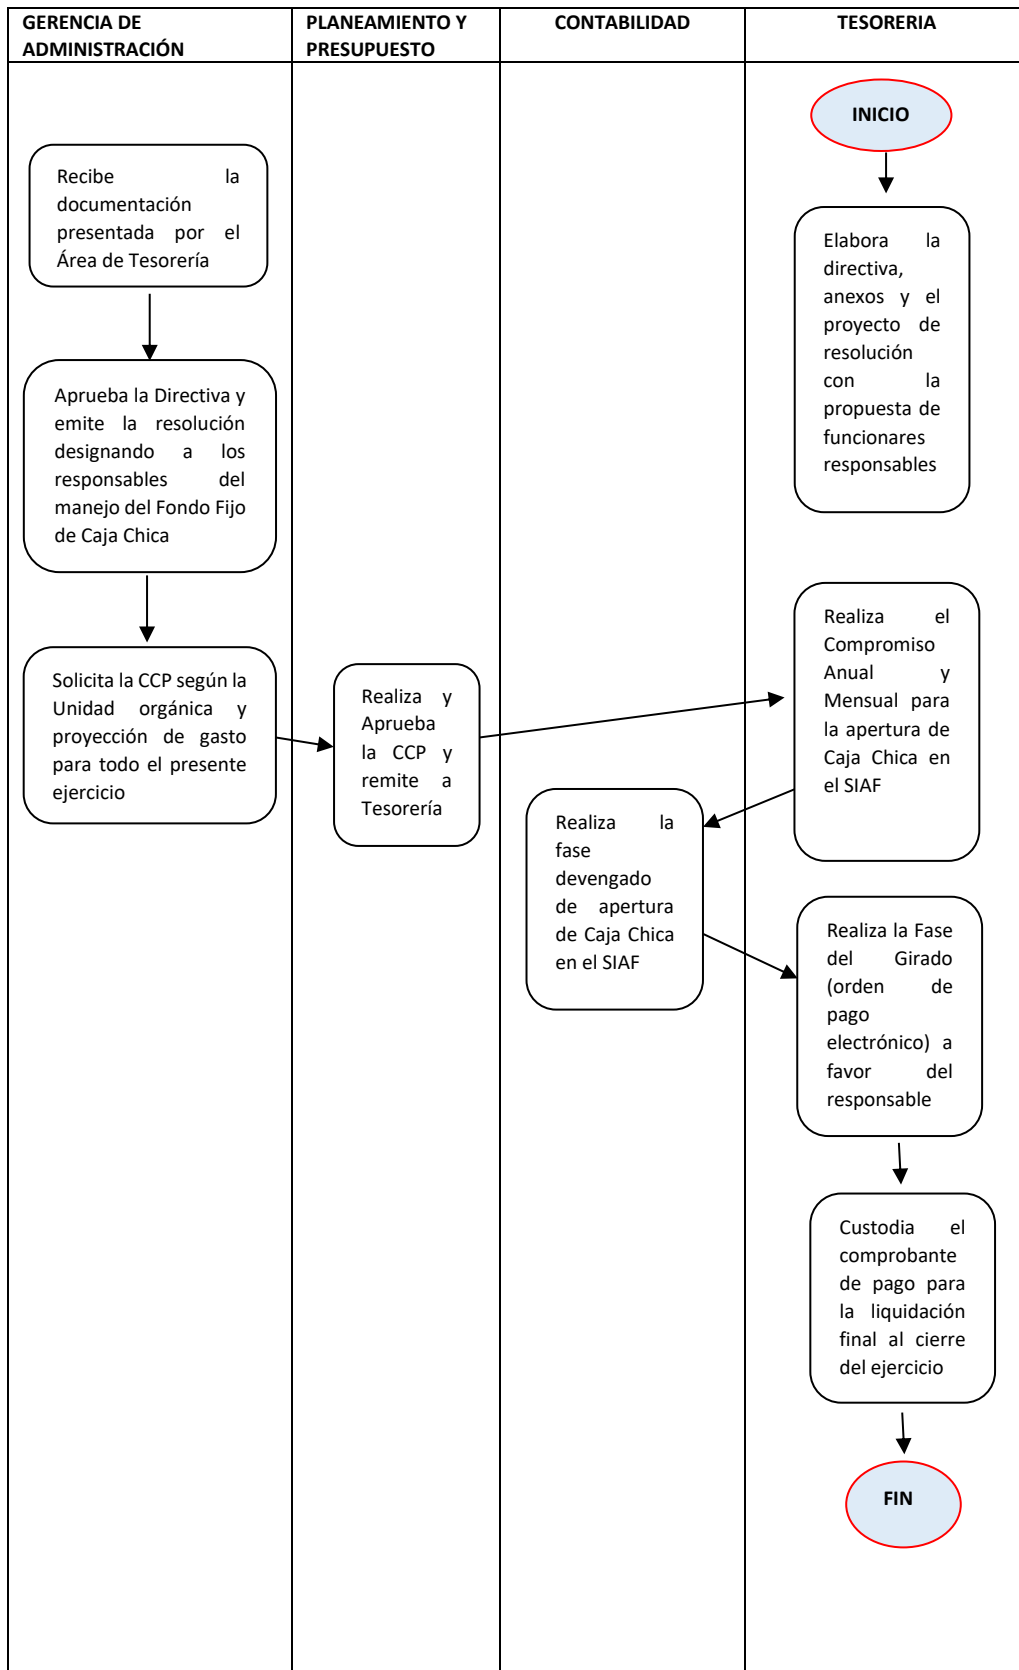 GERENCIA DE
ADMINISTRACIÓN
PLANEAMIENTO Y
PRESUPUESTO
CONTABILIDAD
TESORERIA
INICIO
Recibe la
documentación
presentada por el
Área de Tesorería
Elabora la
directiva,
anexos y el
proyecto de
resolución
con la
propuesta de
funcionares
responsables
Aprueba la Directiva y
emite la resolución
designando a los
responsables del
manejo del Fondo Fijo
de Caja Chica
Solicita la CCP según la
Unidad orgánica y
proyección de gasto
para todo el presente
ejercicio
Realiza y
Aprueba
la CCP y
remite a
Tesorería
Realiza el
Compromiso
Anual y
Mensual para
la apertura de
Caja Chica en
el SIAF
Realiza la
fase
devengado
de apertura
de Caja Chica
en el SIAF
Realiza la Fase
del Girado
(orden de
pago
electrónico) a
favor del
responsable
Custodia el
comprobante
de pago para
la liquidación
final al cierre
del ejercicio
FIN